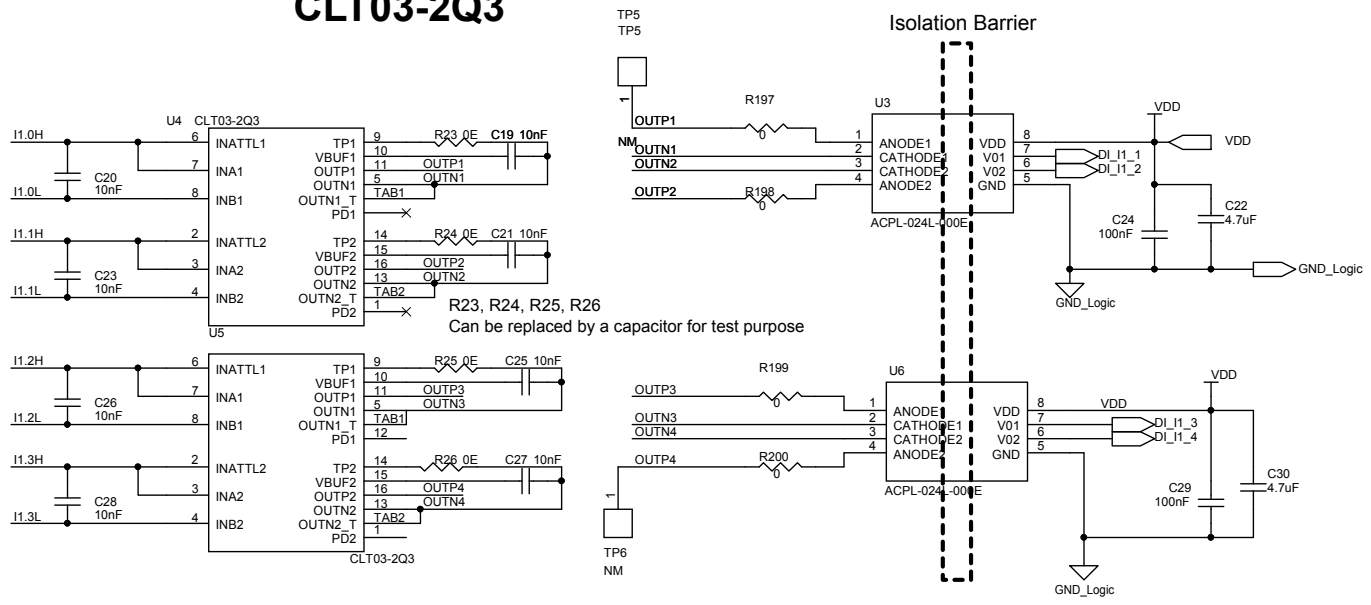 CLT03-2Q3
TP5
TP5
Isolation Barrier
1
R197
0
U4 CLT03-2Q3
U3
VDD
I1.0H
6 INATTL1
TP1 9
R23 0E
C19 10nF
VBUF1 10
7 INA1
OUTP1 11 OUTP1
C20
10nF
OUTN1 5 OUTN1
I1.0L
8 INB1
OUTN1_T TAB1
PD1
I1.1H
2 INATTL2
TP2 14
R24 0E
C21 10nF
VBUF2 15
3 INA2
OUTP2 16 OUTP2
C23
10nF
OUTN2 13 OUTN2
I1.1L
4 INB2
OUTN2_T TAB2
PD2 1
OUTP1
NM
OUTN1
OUTN2
OUTP2
R198
0
1 ANODE1
2 CATHODE1
3 CATHODE2
4 ANODE2
VDD 8
V01 7
V02 6
GND 5
VDD
DI_I1_1
DI_I1_2
ACPL-024L-000E
C24
100nF
C22
4.7uF
GND_Logic
GND_Logic
R23, R24, R25, R26
Can be replaced by a capacitor for test purpose
U5
I1.2H
6 INATTL1
TP1 9
R25 0E
C25 10nF
VBUF1 10
7 INA1
OUTP1 11 OUTP3
C26
10nF
OUTN1 5 OUTN3
I1.2L
8 INB1
OUTN1_T TAB1
PD1 12
I1.3H
2 INATTL2
TP2 14
R26 0E
C27 10nF
VBUF2 15
3 INA2
OUTP2 16 OUTP4
C28
10nF
OUTN2 13 OUTN4
I1.3L
4 INB2
OUTN2_T TAB2
PD2 1
CLT03-2Q3
R199
0
U6
VDD
OUTP3
OUTN3
OUTN4
OUTP4
R200
0
1 ANODE1
2 CATHODE1
3 CATHODE2
4 ANODE2
VDD 8 VDD
V01 7
V02 6
GND 5
DI_I1_3
DI_I1_4
ACPL-024L-000E
1
TP6
NM
C29
100nF
C30
4.7uF
GND_Logic